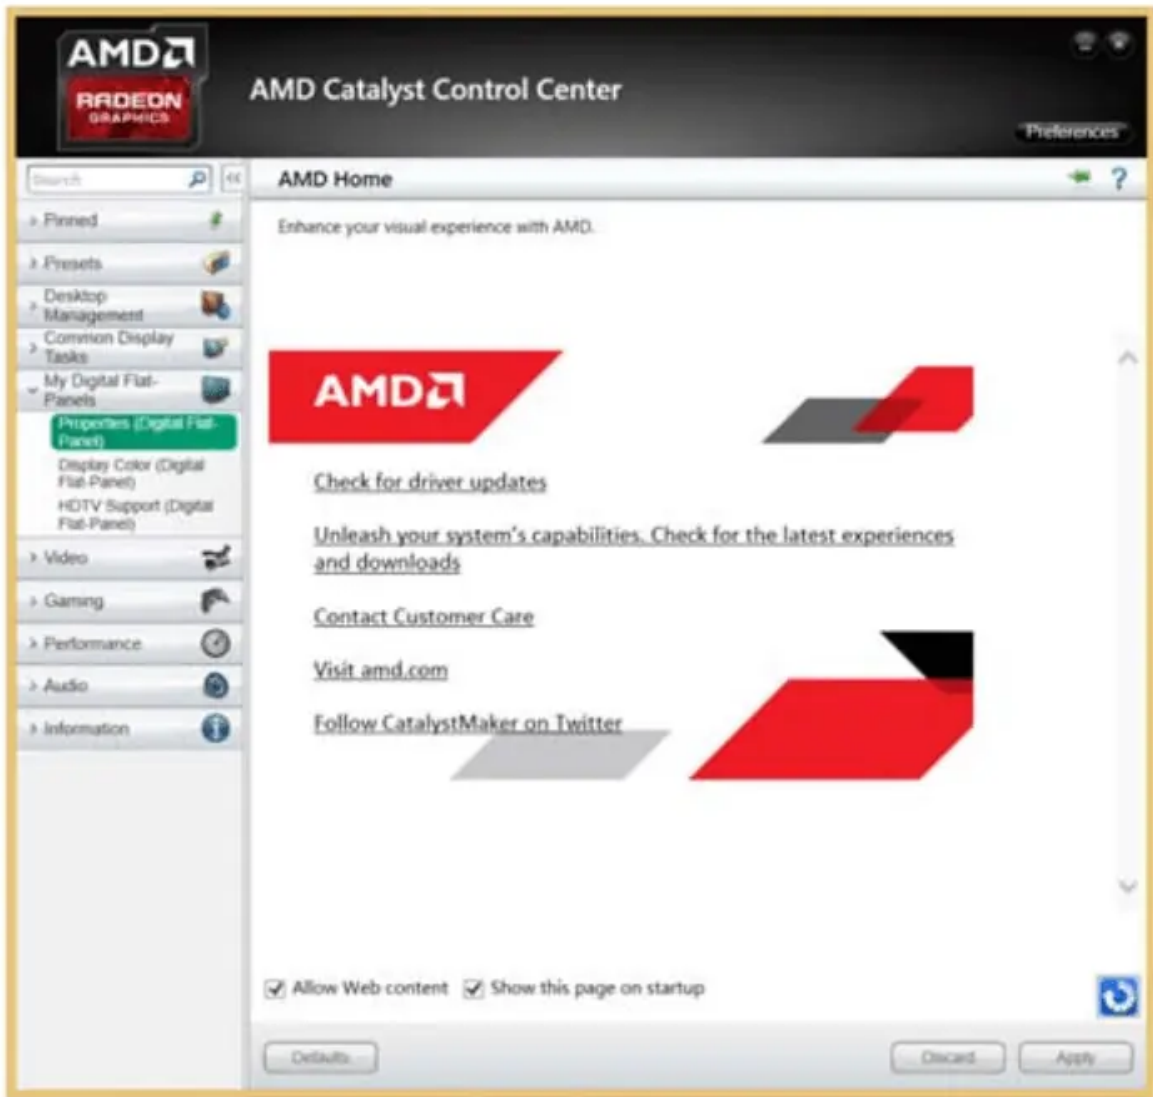 AMD
RADEON
GRAPHICS
AMD Catalyst Control Center
Preferences
Search
AMD Home
?
Pinned
Enhance your visual experience with AMD.
Presets
Desktop
Management
Common Display
Tasks
My Digital Flat-
Panels
Properties (Digital Flat-
Panel)
Display Color (Digital
Flat-Panel)
HDTV Support (Digital
Flat-Panel)
Video
Gaming
Performance
Audio
Information
AMD
Check for driver updates
Unleash your system's capabilities. Check for the latest experiences
and downloads
Contact Customer Care
Visit amd.com
Follow CatalystMaker on Twitter
Allow Web content
Show this page on startup
Defaults
Discard
Apply